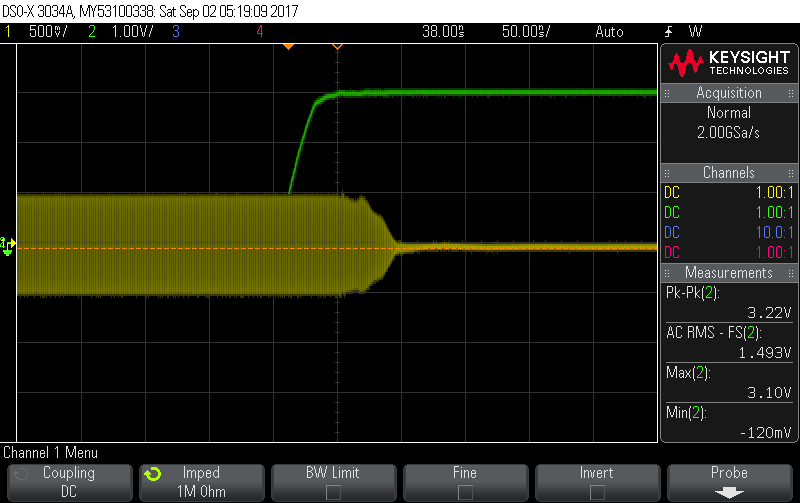 DSO-X 3034A, MY53100338: Sat Sep 02 05:19:09 2017
1 500mV/ 2 1.00V/ 3 4 38.00ms 50.00ms/ Auto W
KEYSIGHT
TECHNOLOGIES
Acquisition
Normal
2.00GSa/s
Channels
DC 1.00:1
DC 1.00:1
DC 10.0:1
DC 1.00:1
Measurements
Pk-Pk(2):
3.22V
AC RMS - FS(2):
1.493V
Max(2):
3.10V
Min(2):
-120mV
Channel 1 Menu
Coupling
DC
Imped
1M Ohm
BW Limit
Fine
Invert
Probe